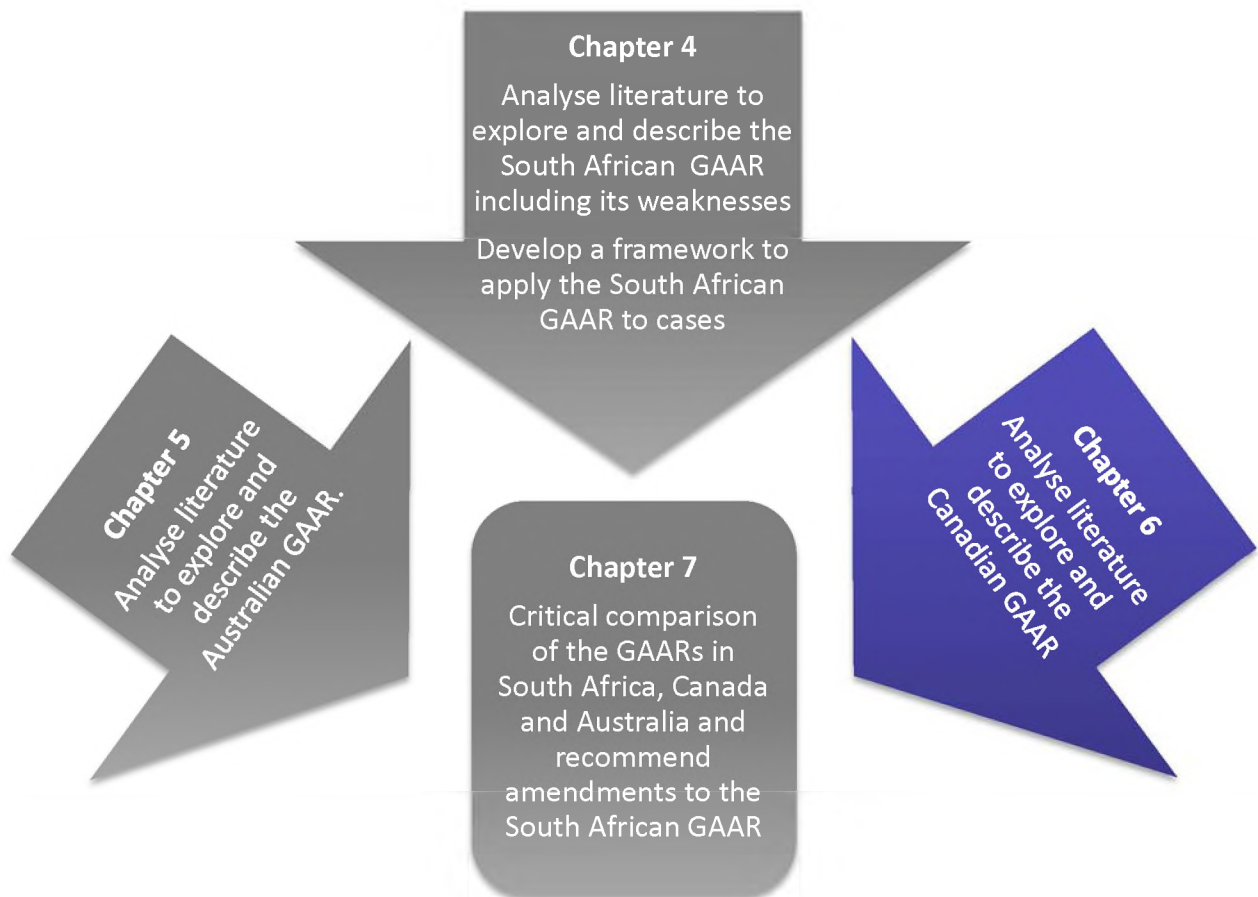 Chapter 4
Analyse literature to
explore and describe the
South African GAAR
including its weaknesses
Develop a framework to
apply the South African
GAAR to cases
Chapter 5
Analyse literature
to explore and
describe the
Australian GAAR.
Chapter 6
Analyse literature
to explore and
describe the
Canadian GAAR
Chapter 7
Critical comparison
of the GAARs in
South Africa, Canada
and Australia and
recommend
amendments to the
South African GAAR